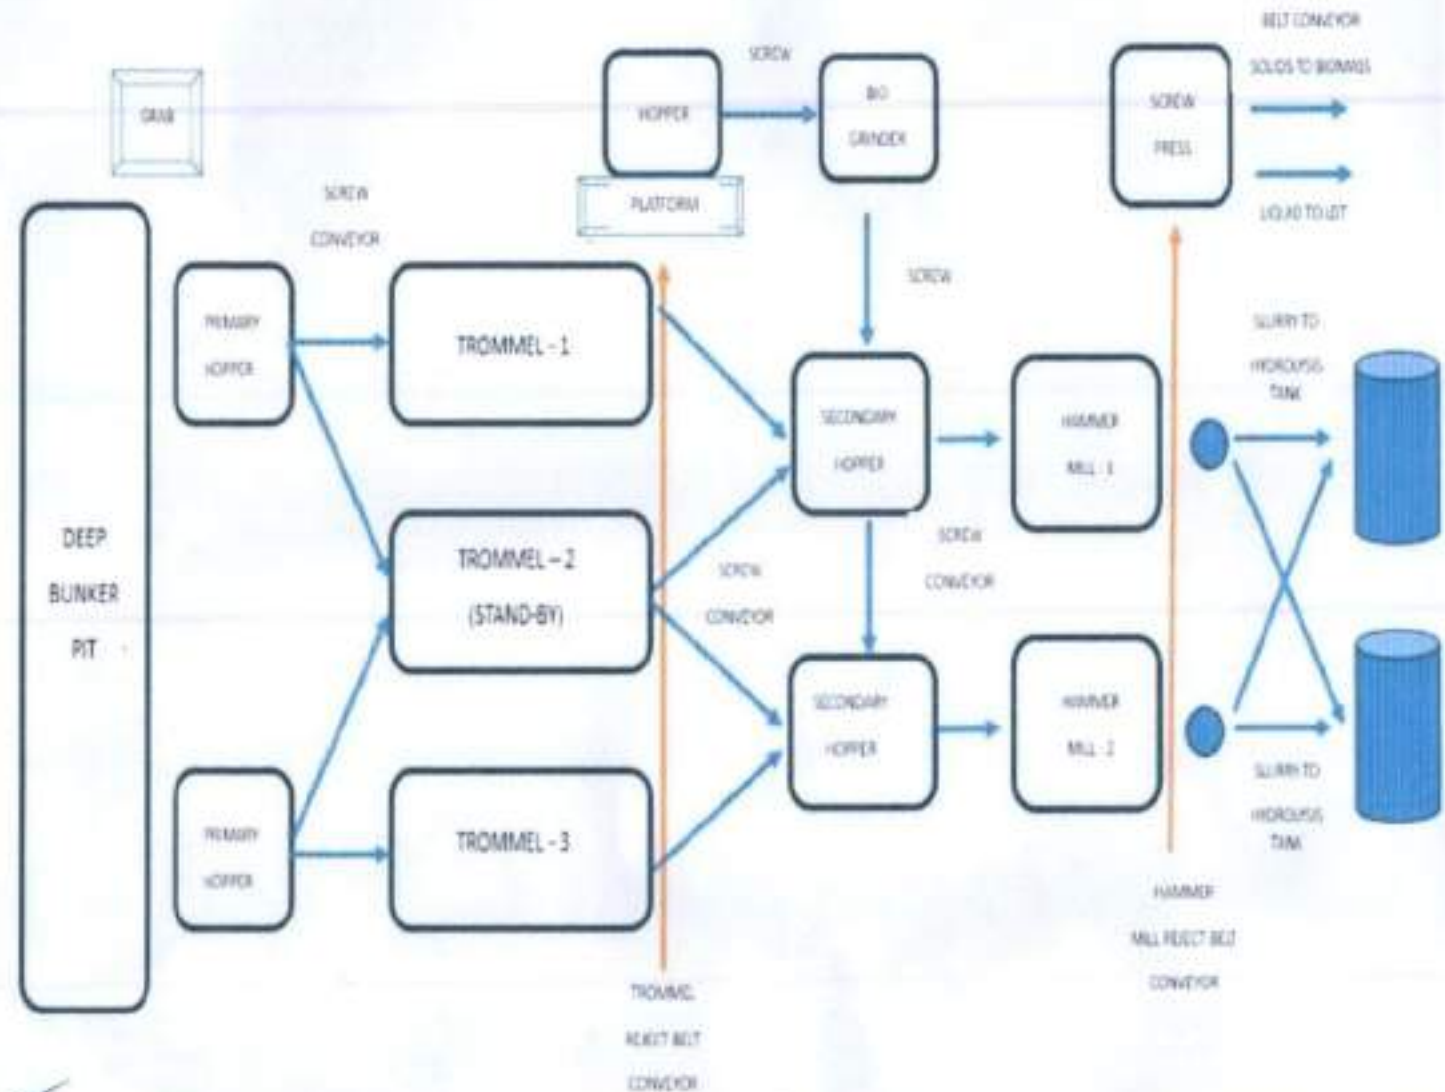 BELT CONVEYOR
SOLIDS TO BIOMASS
LIQUID TO LDT
GRAB
HOPPER
SCREW
BIO
GRINDER
SCREW
PRESS
PLATFORM
SCREW
CONVEYOR
SCREW
PRIMARY
HOPPER
TROMMEL - 1
SECONDARY
HOPPER
HAMMER
MILL - 1
SLURRY TO
HYDROLYSIS
TANK
DEEP
BUNKER
PIT
TROMMEL – 2
(STAND-BY)
SCREW
CONVEYOR
SCREW
CONVEYOR
PRIMARY
HOPPER
TROMMEL - 3
SECONDARY
HOPPER
HAMMER
MILL - 2
SLURRY TO
HYDROLYSIS
TANK
TROMMEL
REJECT BELT
CONVEYOR
HAMMER
MILL REJECT BELT
CONVEYOR